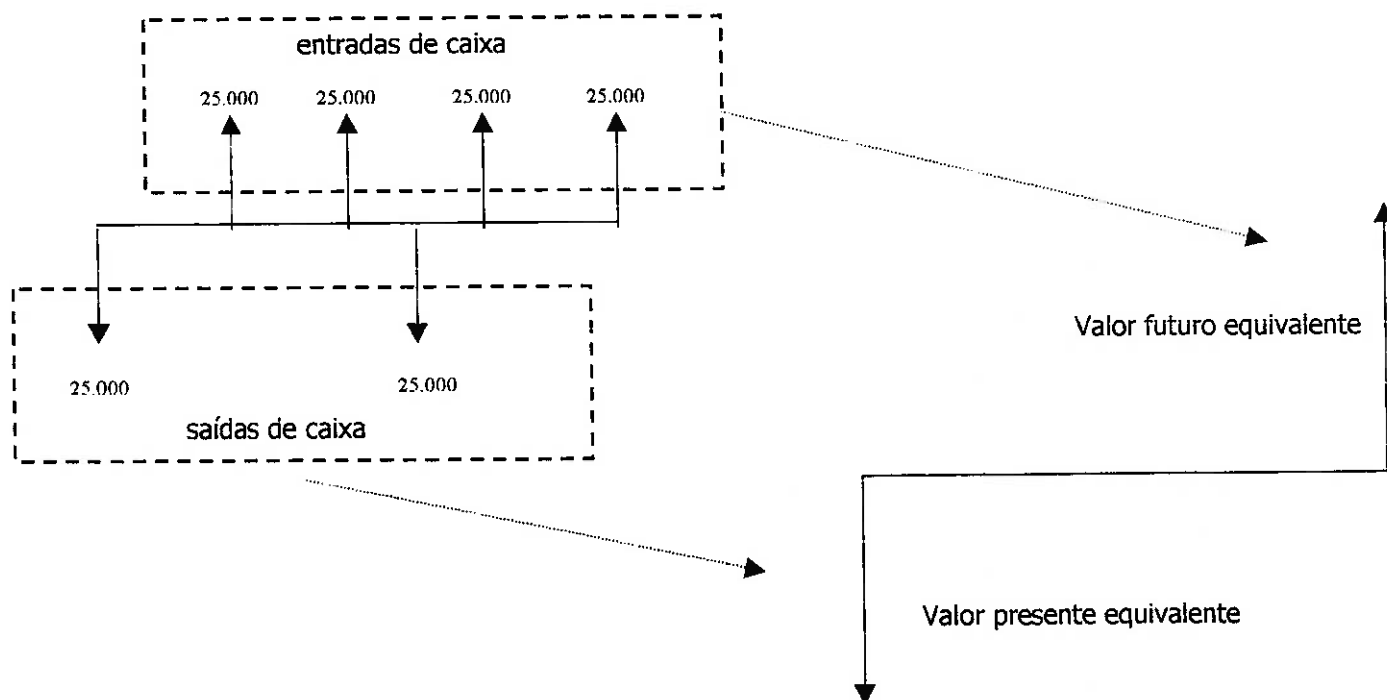 entradas de caixa
25.000 25.000 25.000 25.000
25.000 25.000
saídas de caixa
Valor futuro equivalente
Valor presente equivalente